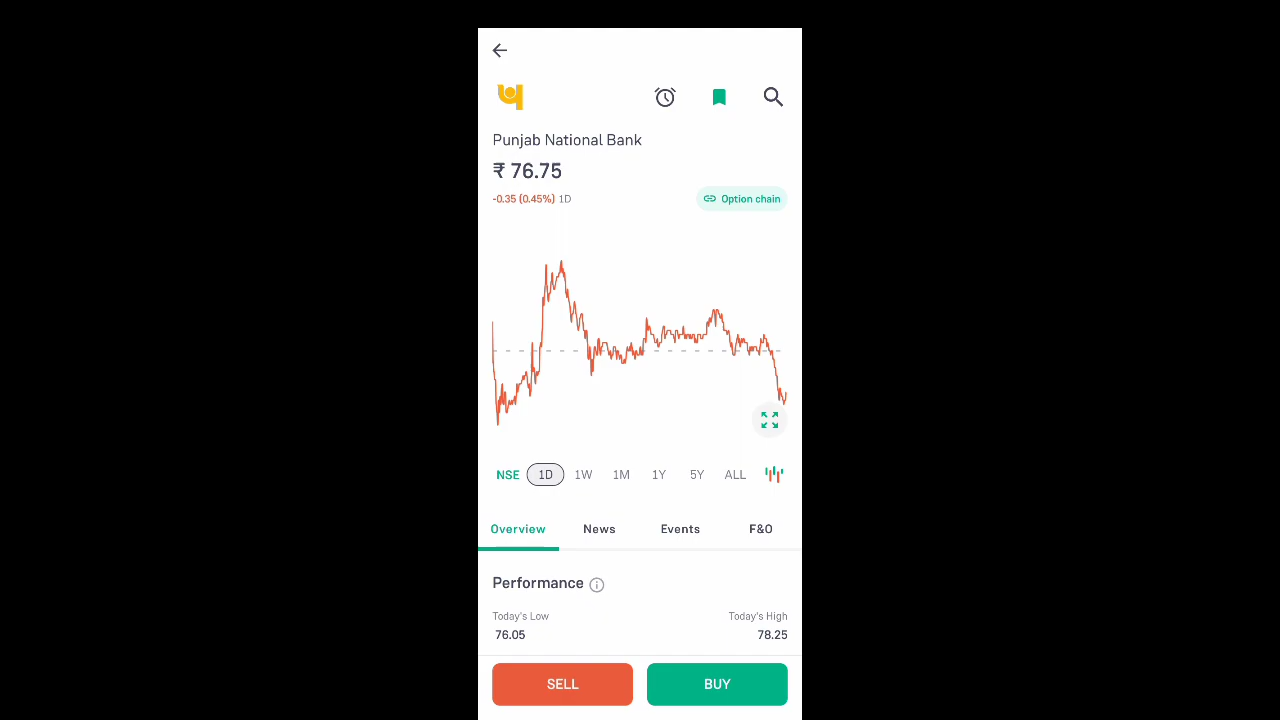 Punjab National Bank
₹ 76.75
-0.35 (0.45%) 1D
Option chain
NSE 1D 1W 1M 1Y 5Y ALL
Overview News Events F&O
Performance
Today's Low Today's High
76.05 78.25
SELL BUY